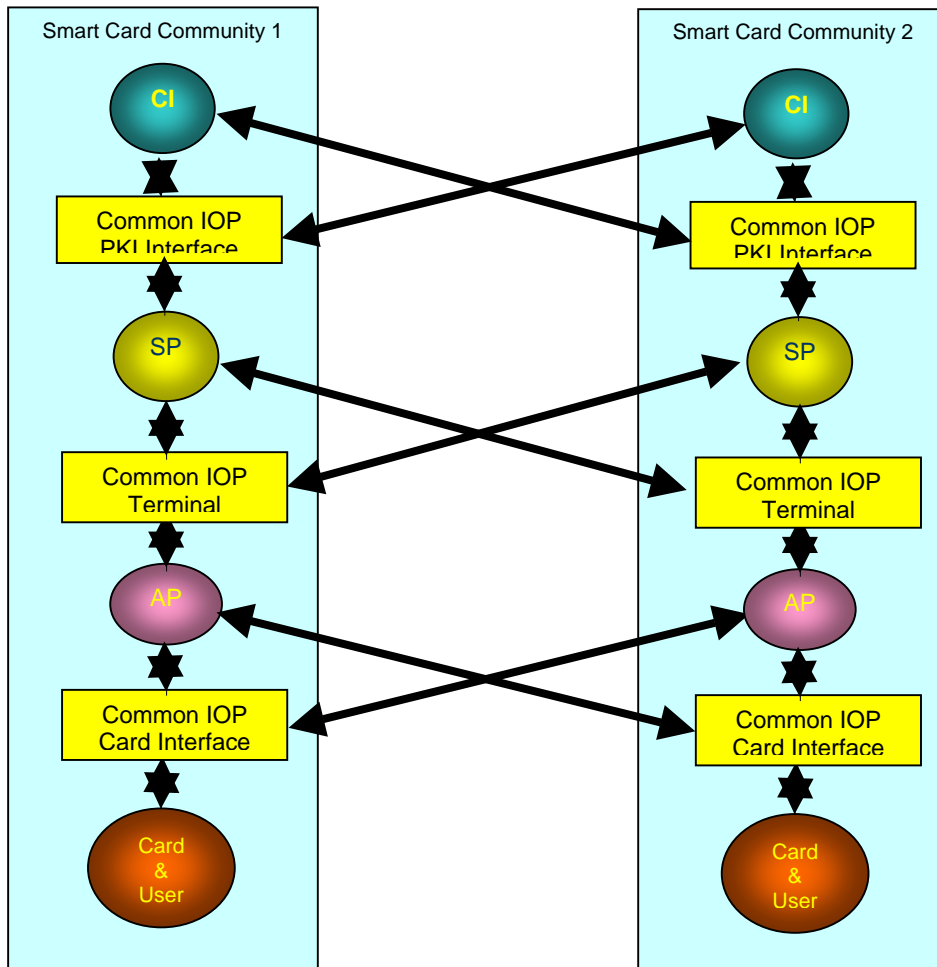 Smart Card Community 1
CI
Common IOP
PKI Interface
SP
Common IOP
Terminal
AP
Common IOP
Card Interface
Card
&
User
Smart Card Community 2
CI
Common IOP
PKI Interface
SP
Common IOP
Terminal
AP
Common IOP
Card Interface
Card
&
User